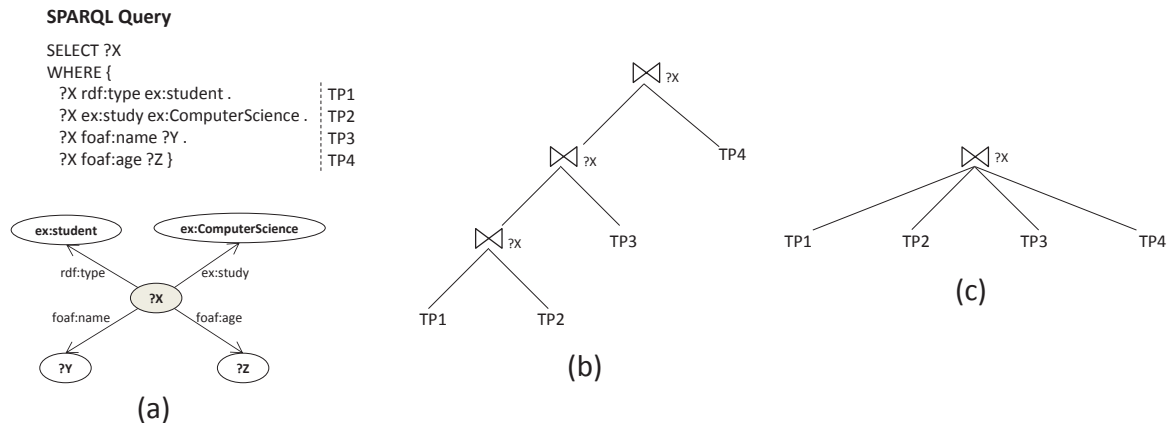 SPARQL Query
SELECT ?X
WHERE {
?X rdf:type ex:student . TP1
?X ex:study ex:ComputerScience . TP2
?X foaf:name ?Y . TP3
?X foaf:age ?Z } TP4
ex:student ex:ComputerScience
rdf:type ex:study
?X
foaf:name foaf:age
?Y ?Z
(a)
?X
?X TP4
?X TP3
TP1 TP2
(b)
?X
TP1 TP2 TP3 TP4
(c)